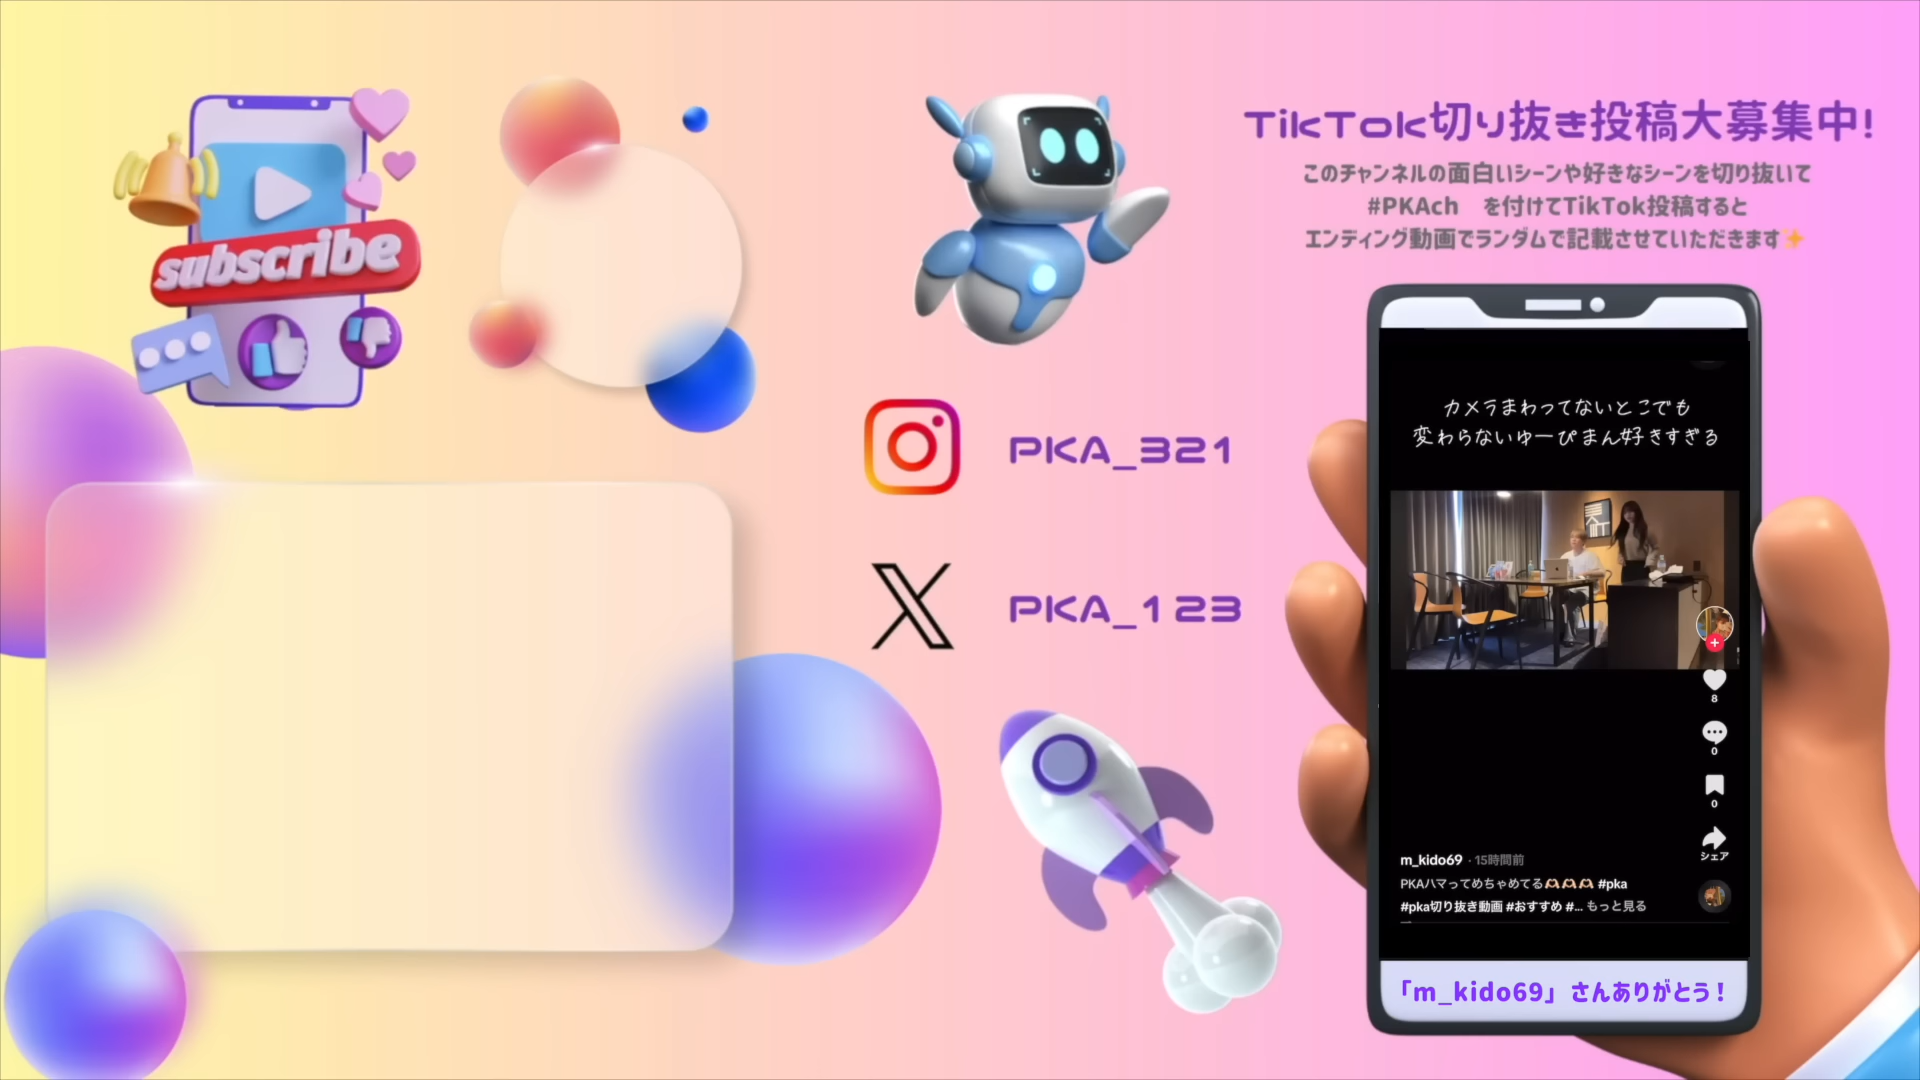 subscribe
TikTok切り抜き投稿大募集中!
このチャンネルの面白いシーンや好きなシーンを切り抜いて
#PKAch を付けてTikTok投稿すると
エンディング動画でランダムで記載させていただきます✨
PKA_321
PKA_123
カメラまわってないとこでも
変わらないゆーぴまん好きすぎる
8
0
0
シェア
m_kido69 · 15時間前
PKAハマってめちゃめてる🫶🫶🫶 #pka
#pka切り抜き動画 #おすすめ #... もっと見る
「m_kido69」さんありがとう!